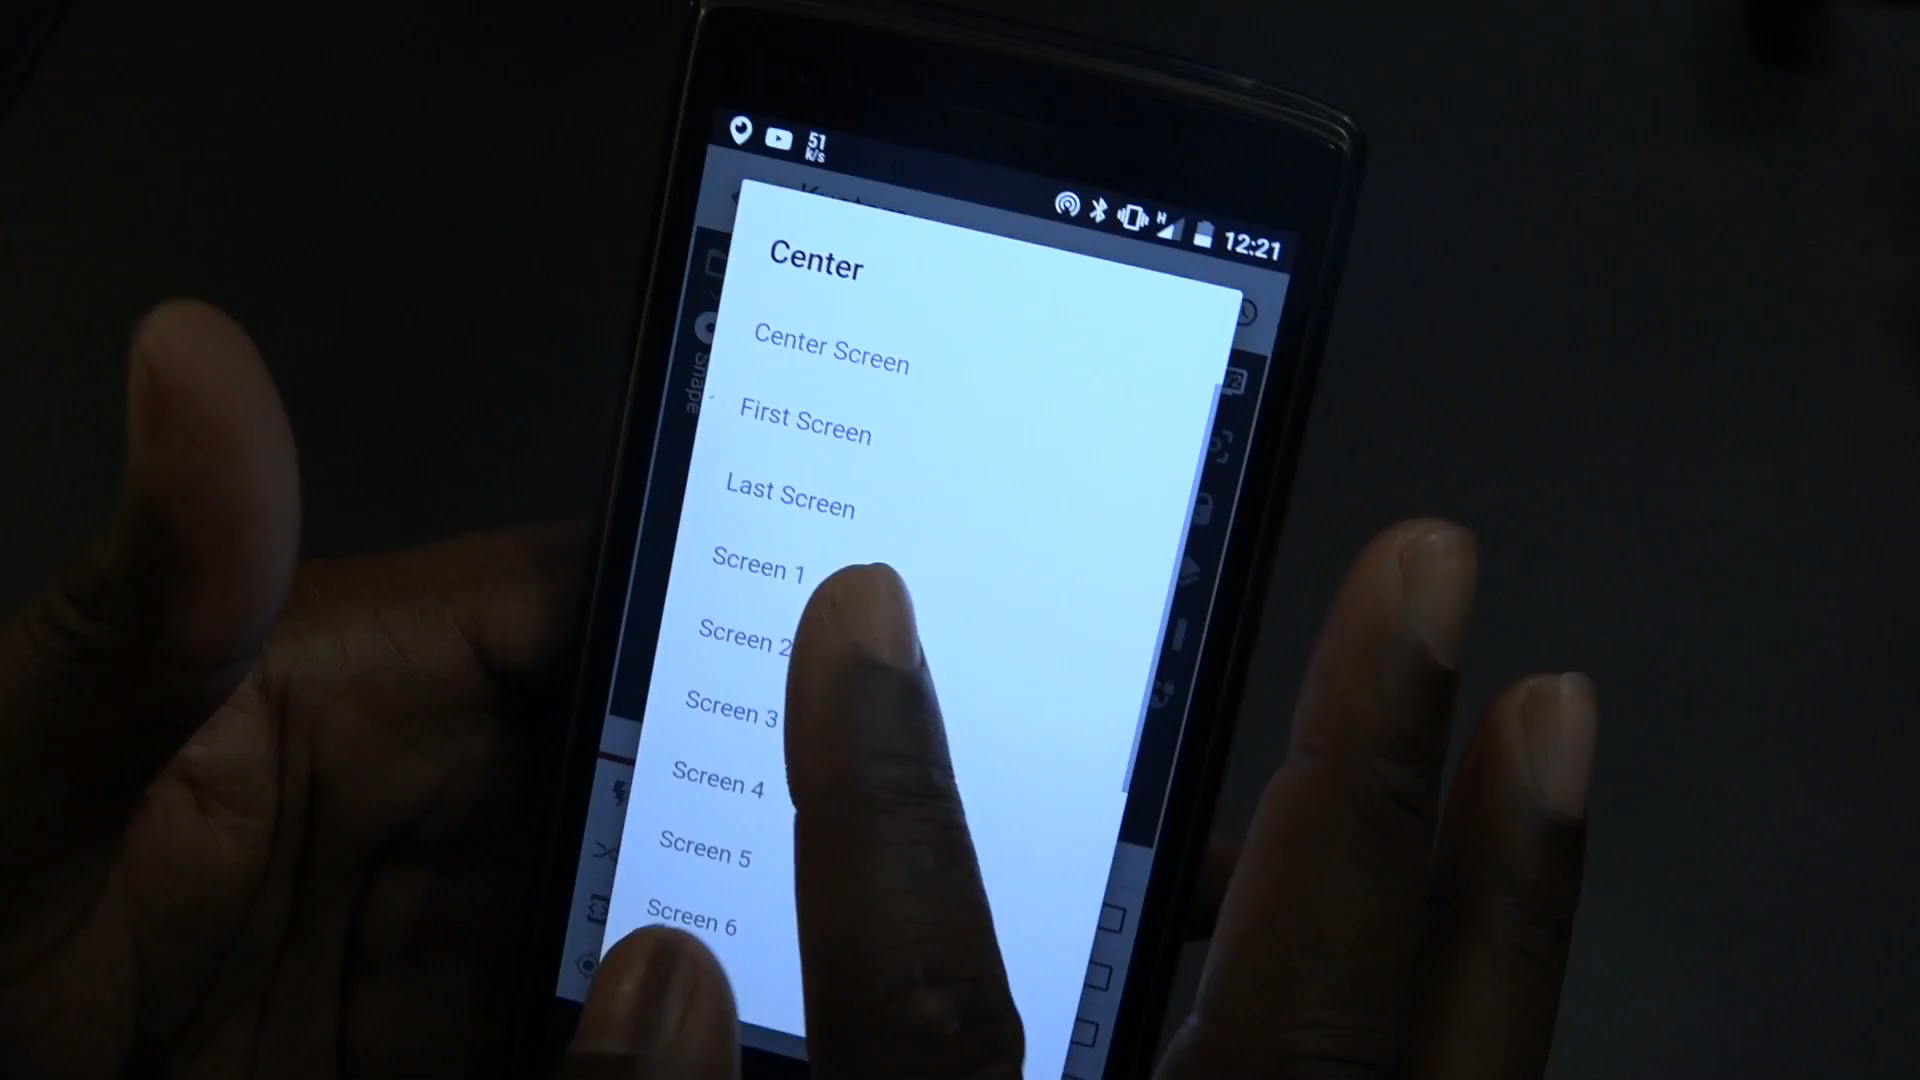 51
k/s
H
12:21
Center
Center Screen
First Screen
Last Screen
Screen 1
Screen 2
Screen 3
Screen 4
Screen 5
Screen 6
Shape